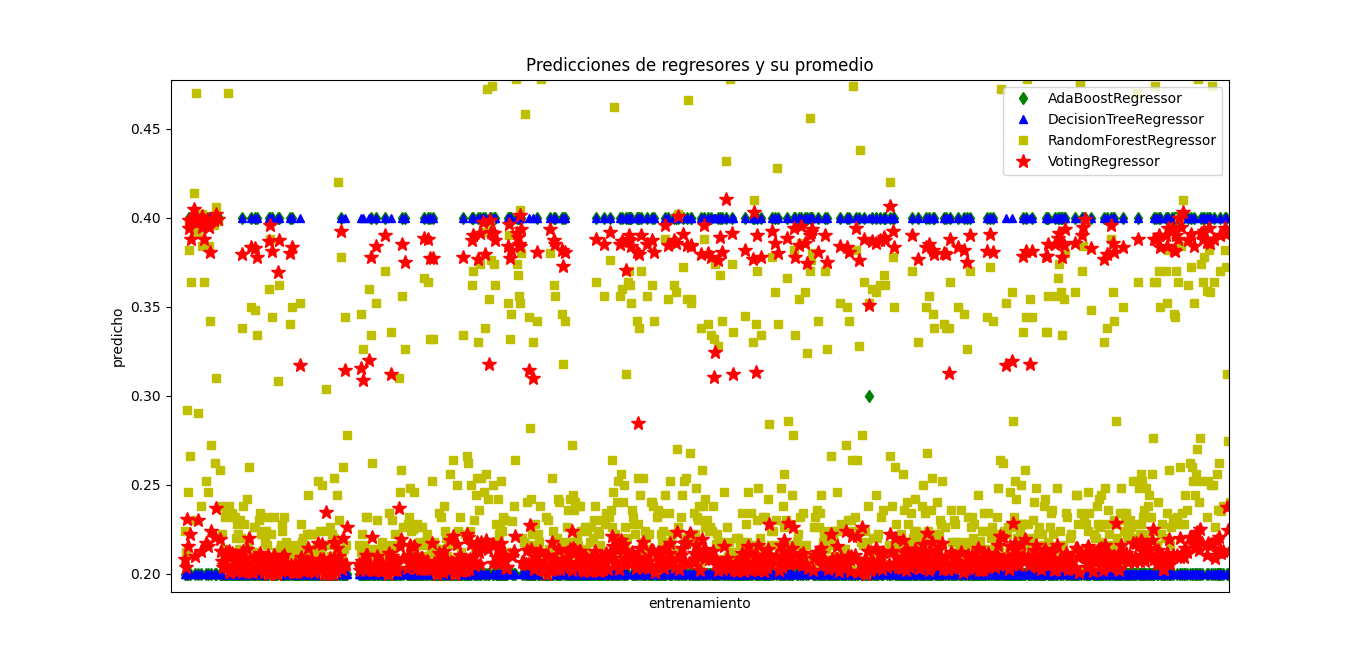 Predicciones de regresores y su promedio
AdaBoostRegressor
DecisionTreeRegressor
RandomForestRegressor
VotingRegressor
0.45
0.40
0.35
0.30
0.25
0.20
predicho
entrenamiento